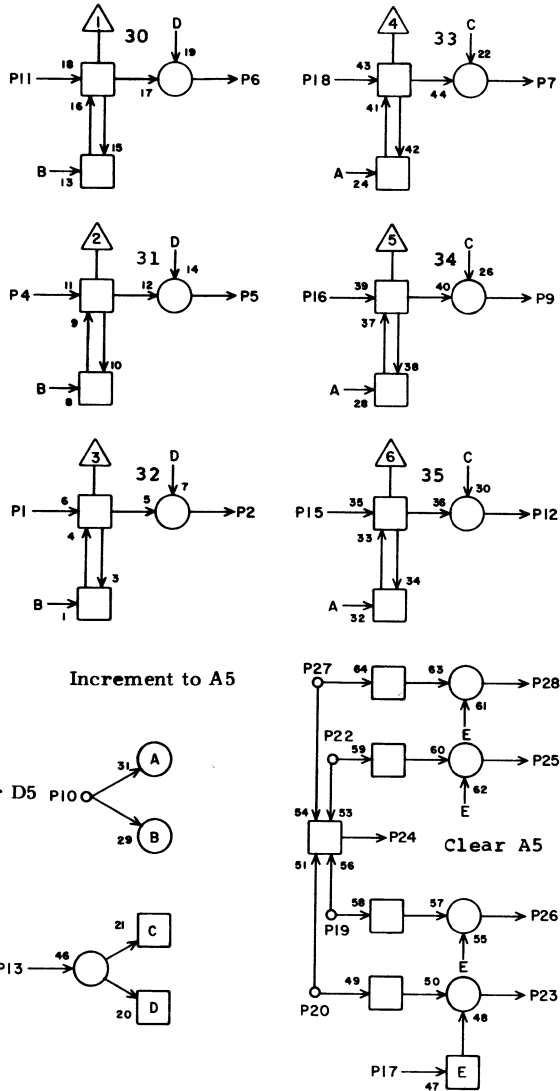 1 30 D
18 19
P11 17 P6
16
15
B
13
4 33 C
43 22
P18 44 P7
41
42
A
24
2 31 D
11 14
P4 12 P5
9
10
B
8
5 34 C
39 26
P16 40 P9
37
38
A
28
3 32 D
6 7
P1 5 P2
4
3
B
1
6 35 C
35 30
P15 36 P12
33
34
A
32
Increment to A5
31 A
D5 P10
29 B
21 C
46
P13
20 D
P27 64 63 P28
61
E
P22 59 60 P25
62
E
54 53
P24
51 56
Clear A5
58 57 P26
P19 55
E
49 50 P23
P20 48
P17 E
47